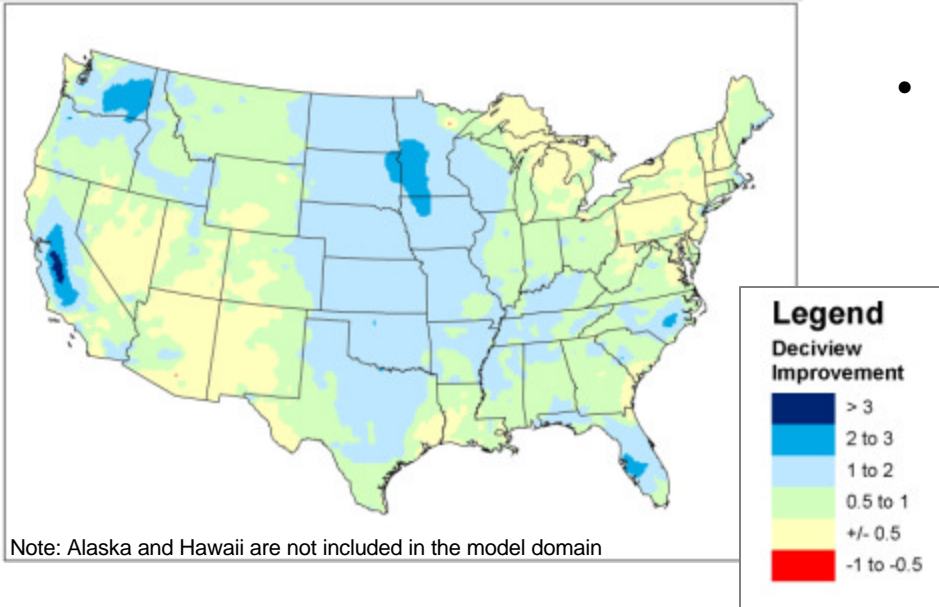 Note: Alaska and Hawaii are not included in the model domain
Legend
Deciview
Improvement
> 3
2 to 3
1 to 2
0.5 to 1
+/- 0.5
-1 to -0.5
•